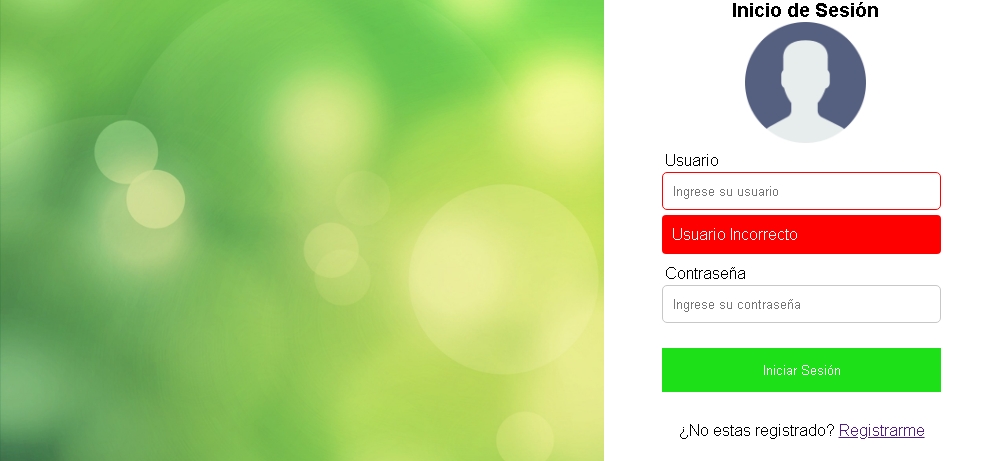 Inicio de Sesión
Usuario
Ingrese su usuario
Usuario Incorrecto
Contraseña
Ingrese su contraseña
Iniciar Sesión
¿No estas registrado? Registrarme